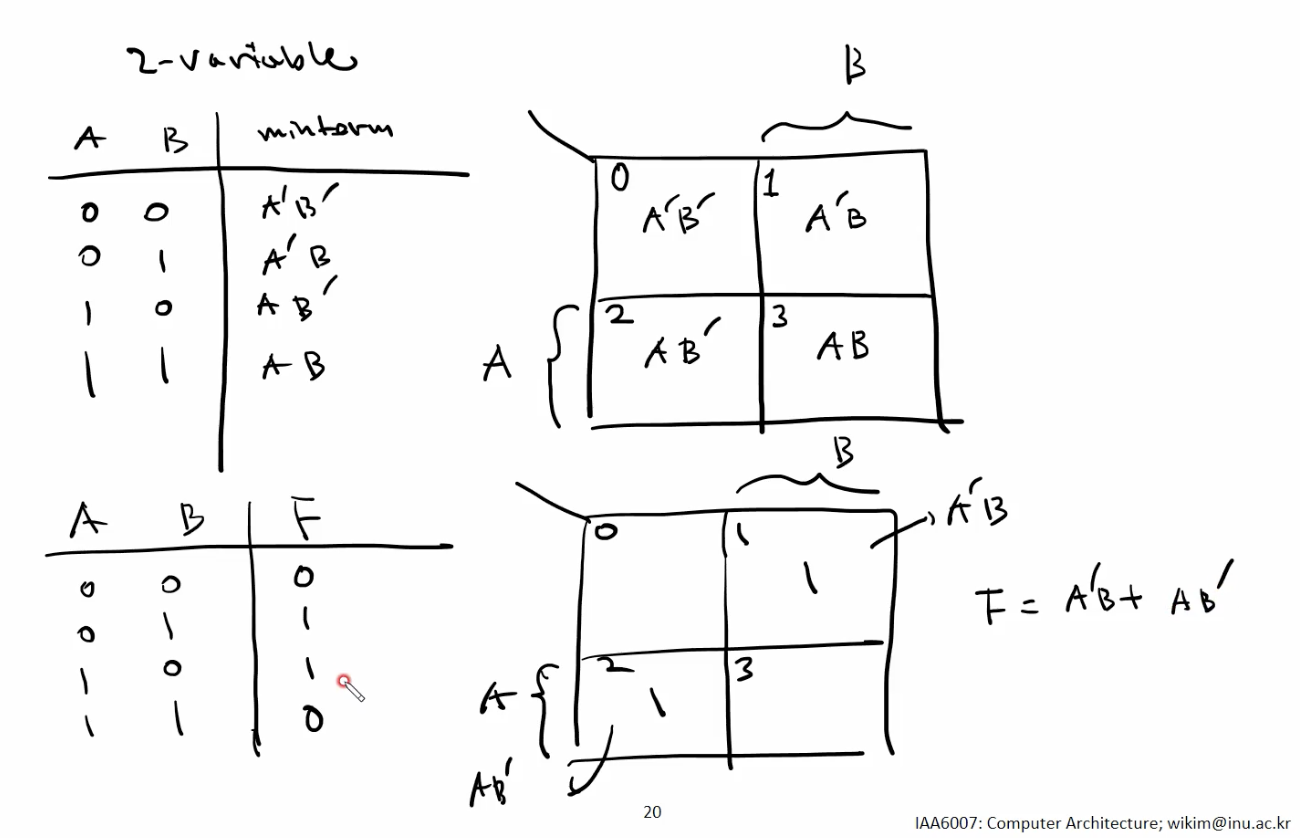 2-variable
A B minterm
0 0 A'B'
0 1 A'B
1 0 AB'
1 1 AB
B
0 A'B' 1 A'B
A
2 AB' 3 AB
A B F
0 0 0
0 1 1
1 0 1
1 1 0
B
0 1 1 A'B
A
2 1 3
AB'
F = A'B + AB'
20
IAA6007: Computer Architecture; wikim@inu.ac.kr